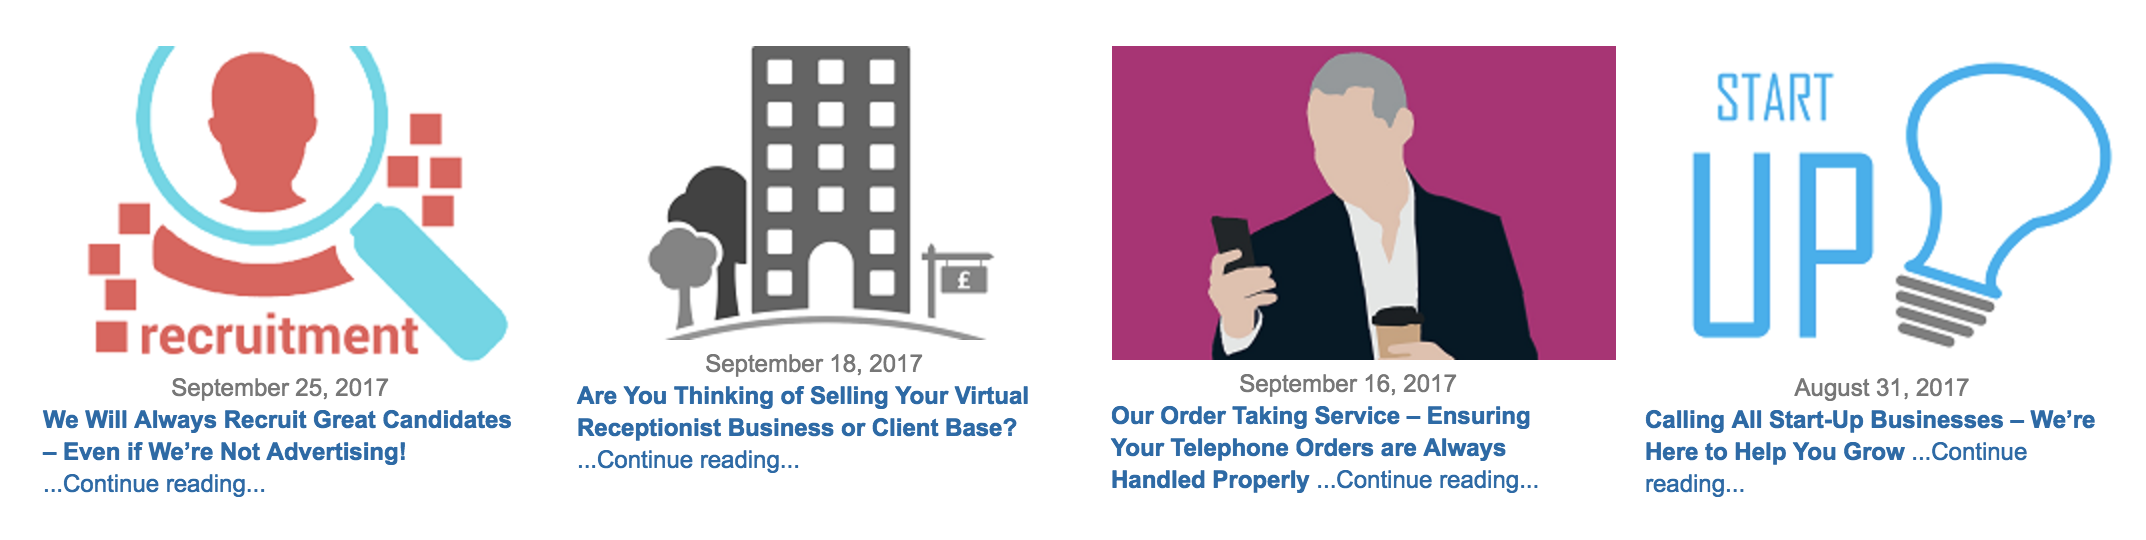 recruitment
September 25, 2017
We Will Always Recruit Great Candidates
– Even if We’re Not Advertising!
...Continue reading...
£
September 18, 2017
Are You Thinking of Selling Your Virtual
Receptionist Business or Client Base?
...Continue reading...
September 16, 2017
Our Order Taking Service – Ensuring
Your Telephone Orders are Always
Handled Properly ...Continue reading...
START
UP
August 31, 2017
Calling All Start-Up Businesses – We’re
Here to Help You Grow ...Continue
reading...